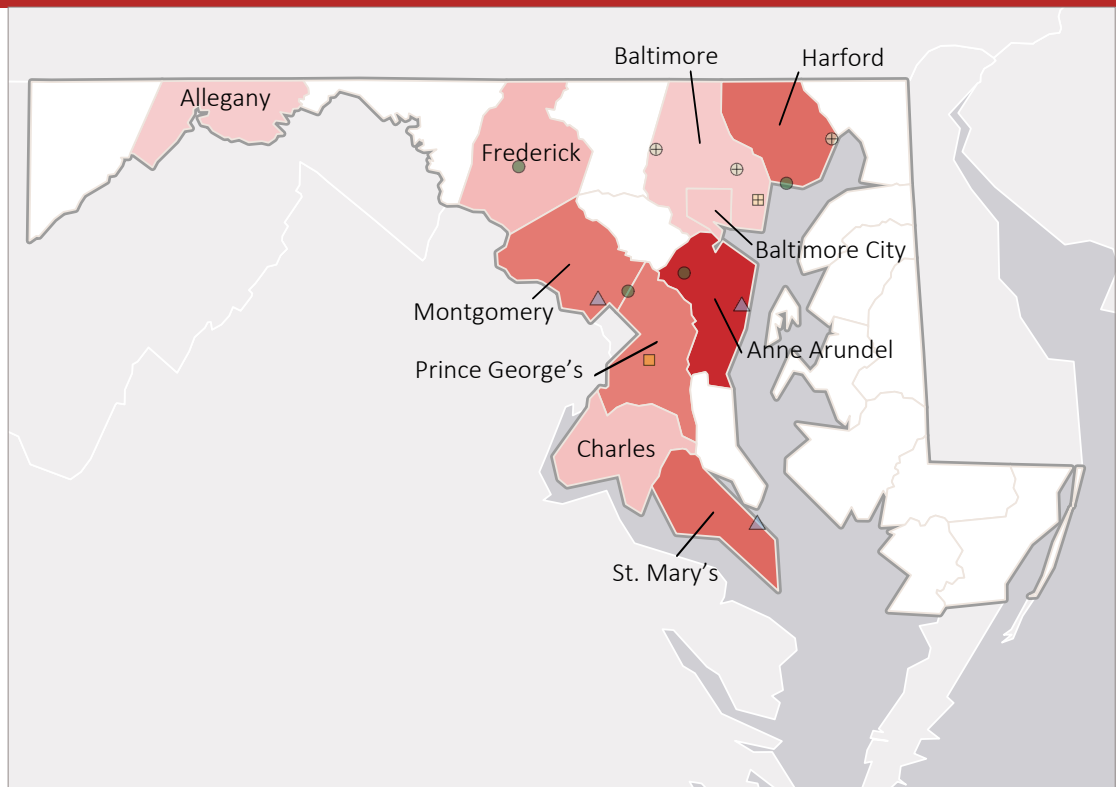 Baltimore
Harford
Allegany
Frederick
Baltimore City
Montgomery
Anne Arundel
Prince George’s
Charles
St. Mary’s